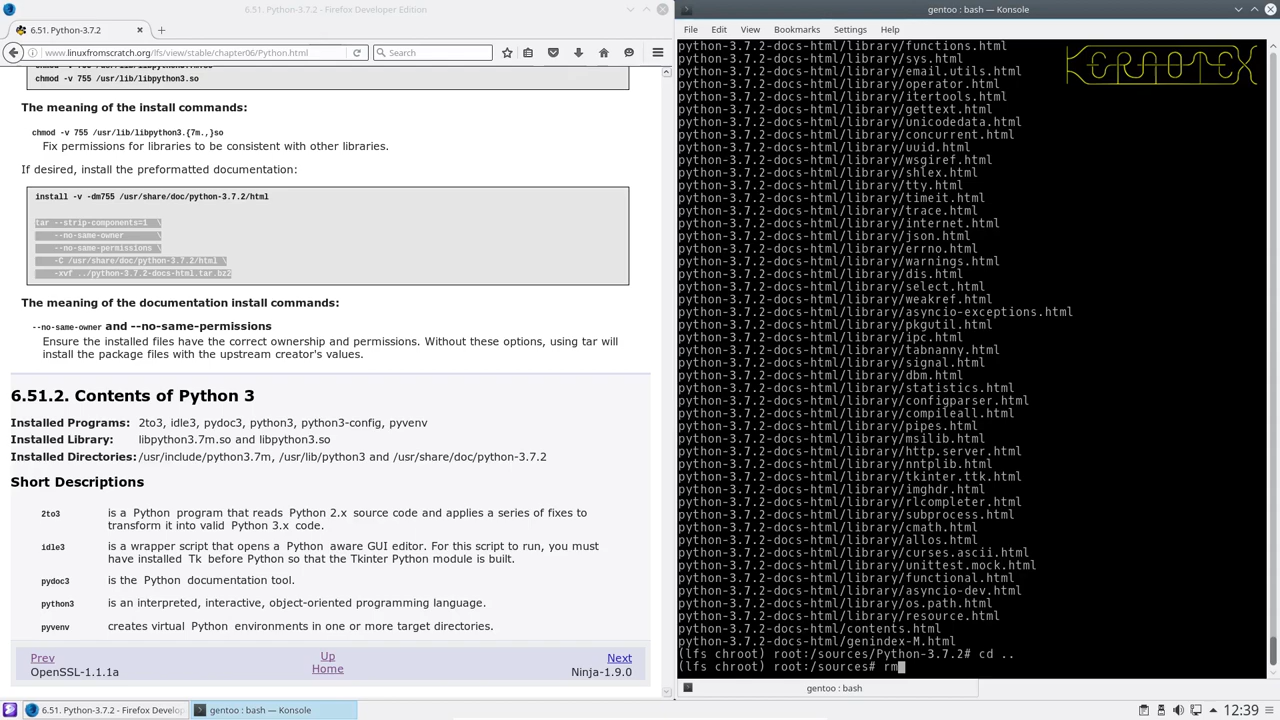 6.51. Python-3.7.2 - Firefox Developer Edition
6.51. Python-3.7.2
www.linuxfromscratch.org/lfs/view/stable/chapter06/Python.html
Search
chmod -v 755 /usr/lib/libpython3.so
The meaning of the install commands:
chmod -v 755 /usr/lib/libpython3.{7m.,}so
Fix permissions for libraries to be consistent with other libraries.
If desired, install the preformatted documentation:
install -v -dm755 /usr/share/doc/python-3.7.2/html
tar --strip-components=1 \
--no-same-owner \
--no-same-permissions \
-C /usr/share/doc/python-3.7.2/html \
-xvf ../python-3.7.2-docs-html.tar.bz2
The meaning of the documentation install commands:
--no-same-owner and --no-same-permissions
Ensure the installed files have the correct ownership and permissions. Without these options, using tar will
install the package files with the upstream creator's values.
6.51.2. Contents of Python 3
Installed Programs: 2to3, idle3, pydoc3, python3, python3-config, pyvenv
Installed Library: libpython3.7m.so and libpython3.so
Installed Directories: /usr/include/python3.7m, /usr/lib/python3 and /usr/share/doc/python-3.7.2
Short Descriptions
2to3 is a Python program that reads Python 2.x source code and applies a series of fixes to
transform it into valid Python 3.x code.
idle3 is a wrapper script that opens a Python aware GUI editor. For this script to run, you must
have installed Tk before Python so that the Tkinter Python module is built.
pydoc3 is the Python documentation tool.
python3 is an interpreted, interactive, object-oriented programming language.
pyvenv creates virtual Python environments in one or more target directories.
Prev Up Next
OpenSSL-1.1.1a Home Ninja-1.9.0
gentoo : bash — Konsole
File Edit View Bookmarks Settings Help
KERNOTEX
python-3.7.2-docs-html/library/functions.html
python-3.7.2-docs-html/library/sys.html
python-3.7.2-docs-html/library/email.utils.html
python-3.7.2-docs-html/library/operator.html
python-3.7.2-docs-html/library/itertools.html
python-3.7.2-docs-html/library/gettext.html
python-3.7.2-docs-html/library/unicodedata.html
python-3.7.2-docs-html/library/concurrent.html
python-3.7.2-docs-html/library/uuid.html
python-3.7.2-docs-html/library/wsgiref.html
python-3.7.2-docs-html/library/shlex.html
python-3.7.2-docs-html/library/tty.html
python-3.7.2-docs-html/library/timeit.html
python-3.7.2-docs-html/library/trace.html
python-3.7.2-docs-html/library/internet.html
python-3.7.2-docs-html/library/json.html
python-3.7.2-docs-html/library/errno.html
python-3.7.2-docs-html/library/warnings.html
python-3.7.2-docs-html/library/dis.html
python-3.7.2-docs-html/library/select.html
python-3.7.2-docs-html/library/weakref.html
python-3.7.2-docs-html/library/asyncio-exceptions.html
python-3.7.2-docs-html/library/pkgutil.html
python-3.7.2-docs-html/library/ipc.html
python-3.7.2-docs-html/library/tabnanny.html
python-3.7.2-docs-html/library/signal.html
python-3.7.2-docs-html/library/dbm.html
python-3.7.2-docs-html/library/statistics.html
python-3.7.2-docs-html/library/configparser.html
python-3.7.2-docs-html/library/compileall.html
python-3.7.2-docs-html/library/pipes.html
python-3.7.2-docs-html/library/msilib.html
python-3.7.2-docs-html/library/http.server.html
python-3.7.2-docs-html/library/nntplib.html
python-3.7.2-docs-html/library/tkinter.ttk.html
python-3.7.2-docs-html/library/imghdr.html
python-3.7.2-docs-html/library/rlcompleter.html
python-3.7.2-docs-html/library/subprocess.html
python-3.7.2-docs-html/library/cmath.html
python-3.7.2-docs-html/library/allos.html
python-3.7.2-docs-html/library/curses.ascii.html
python-3.7.2-docs-html/library/unittest.mock.html
python-3.7.2-docs-html/library/functional.html
python-3.7.2-docs-html/library/asyncio-dev.html
python-3.7.2-docs-html/library/os.path.html
python-3.7.2-docs-html/library/resource.html
python-3.7.2-docs-html/contents.html
python-3.7.2-docs-html/genindex-M.html
(lfs chroot) root:/sources/Python-3.7.2# cd ..
(lfs chroot) root:/sources# rm
gentoo : bash
6.51. Python-3.7.2 - Firefox Develop
gentoo : bash — Konsole
12:39